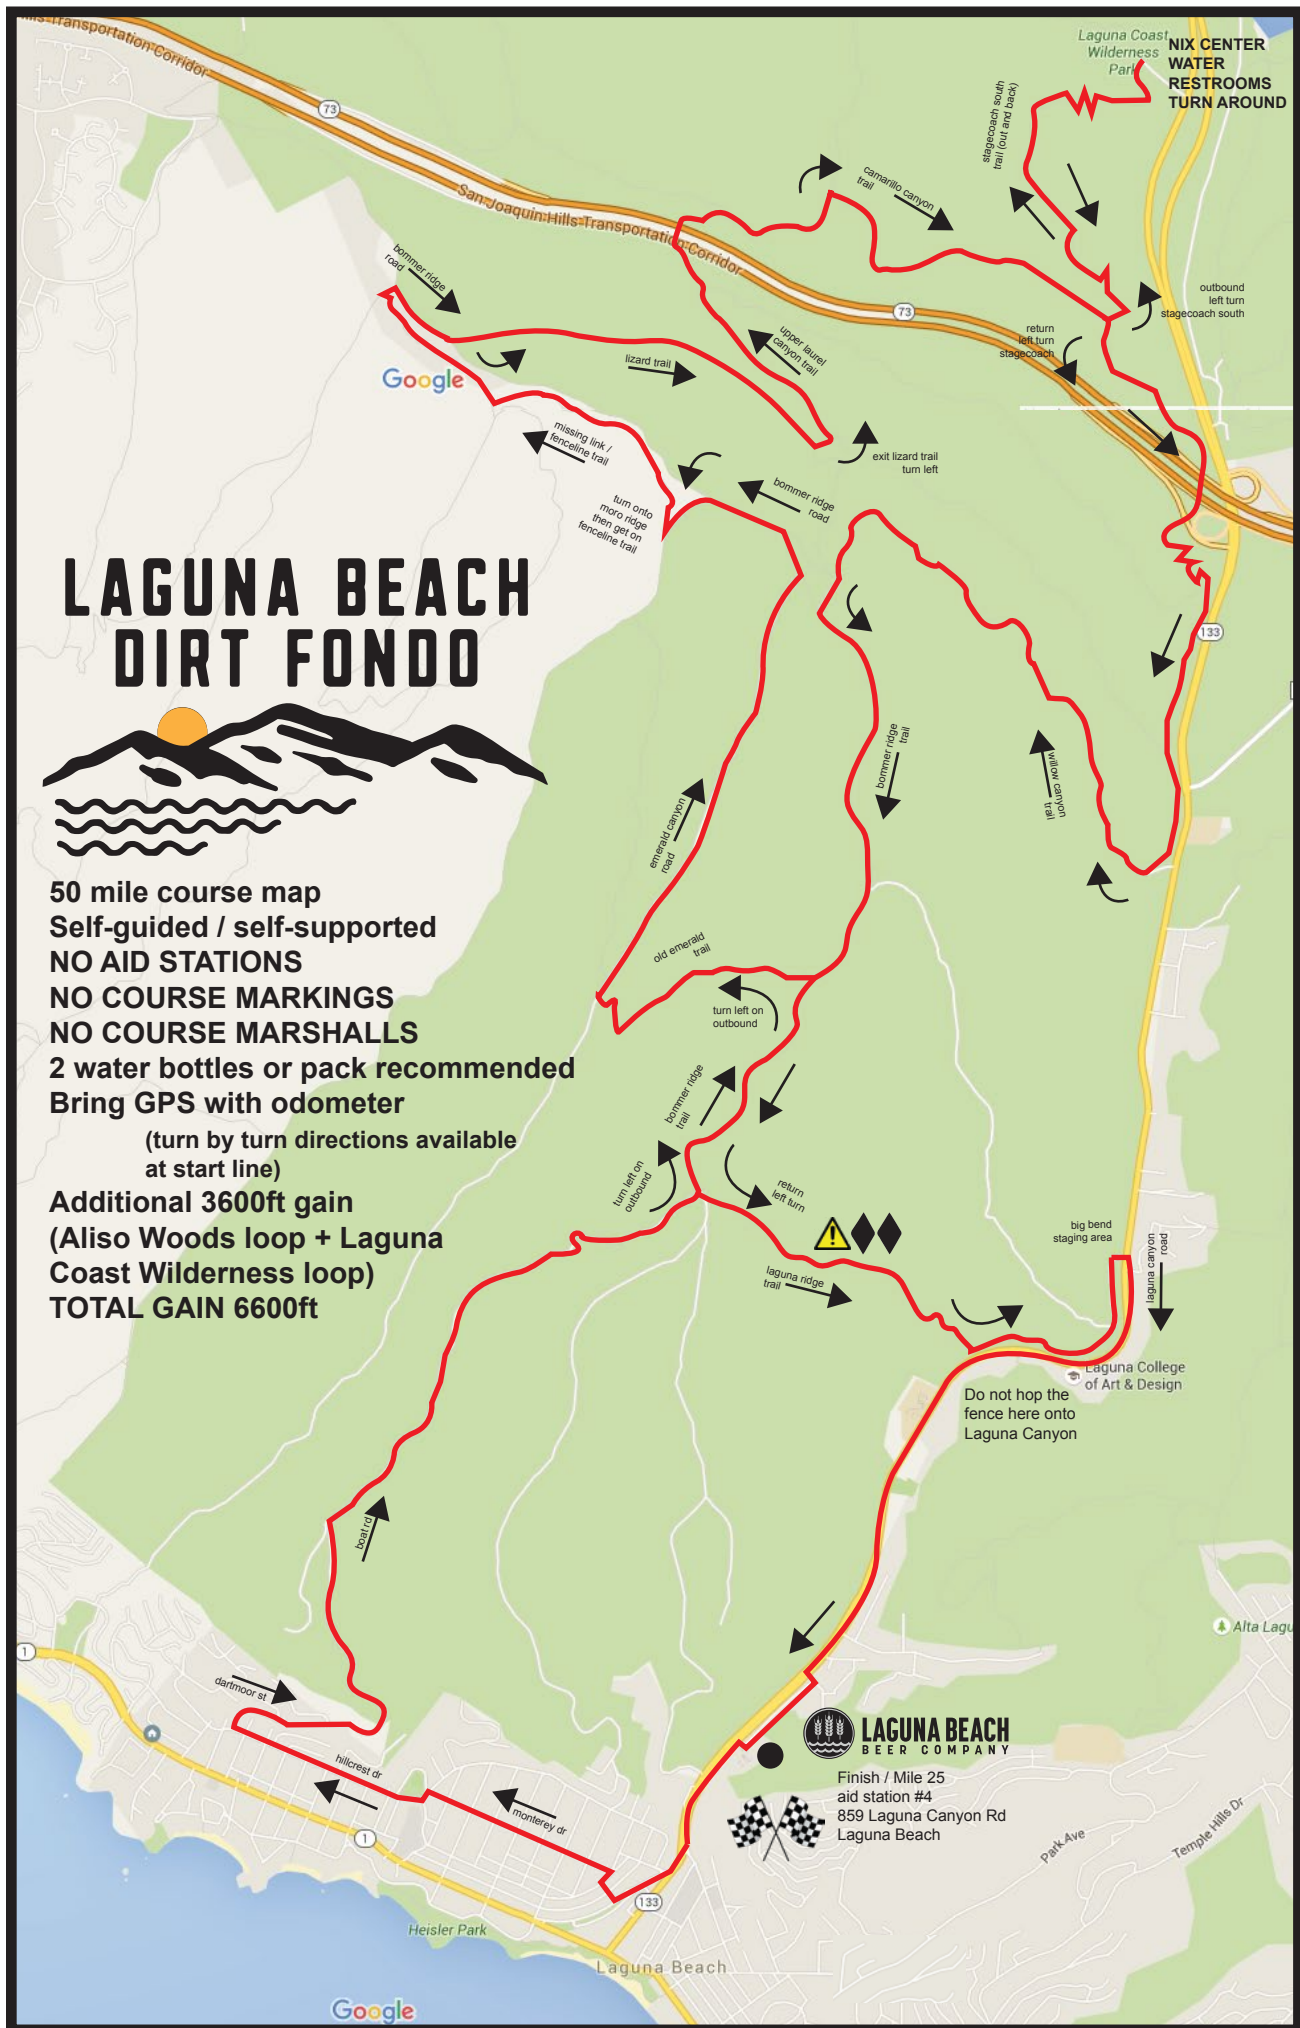 Hills Transportation Corridor
73
San Joaquin Hills Transportation Corridor
Laguna Coast
Wilderness
Park
NIX CENTER
WATER
RESTROOMS
TURN AROUND
stagecoach south
trail (out and back)
camarillo canyon
trail
bommer ridge
road
outbound
left turn
stagecoach south
73
return
left turn
stagecoach
upper laurel
canyon trail
lizard trail
Google
missing link /
fenceline trail
exit lizard trail
turn left
bommer ridge
road
turn onto
moro ridge
then get on
fenceline trail
LAGUNA BEACH
DIRT FONDO
133
bommer ridge
trail
willow canyon
trail
emerald canyon
road
50 mile course map
Self-guided / self-supported
NO AID STATIONS
NO COURSE MARKINGS
NO COURSE MARSHALLS
2 water bottles or pack recommended
Bring GPS with odometer
(turn by turn directions available
at start line)
Additional 3600ft gain
(Aliso Woods loop + Laguna
Coast Wilderness loop)
TOTAL GAIN 6600ft
old emerald
trail
turn left on
outbound
bommer ridge
trail
turn left on
outbound
return
left turn
big bend
staging area
laguna canyon
road
laguna ridge
trail
Laguna College
of Art & Design
Do not hop the
fence here onto
Laguna Canyon
boat rd
1
Alta Lagu
dartmoor st
hillcrest dr
LAGUNA BEACH
BEER COMPANY
Finish / Mile 25
aid station #4
859 Laguna Canyon Rd
Laguna Beach
monterey dr
1
Park Ave
Temple Hills Dr
133
Heisler Park
Laguna Beach
Google